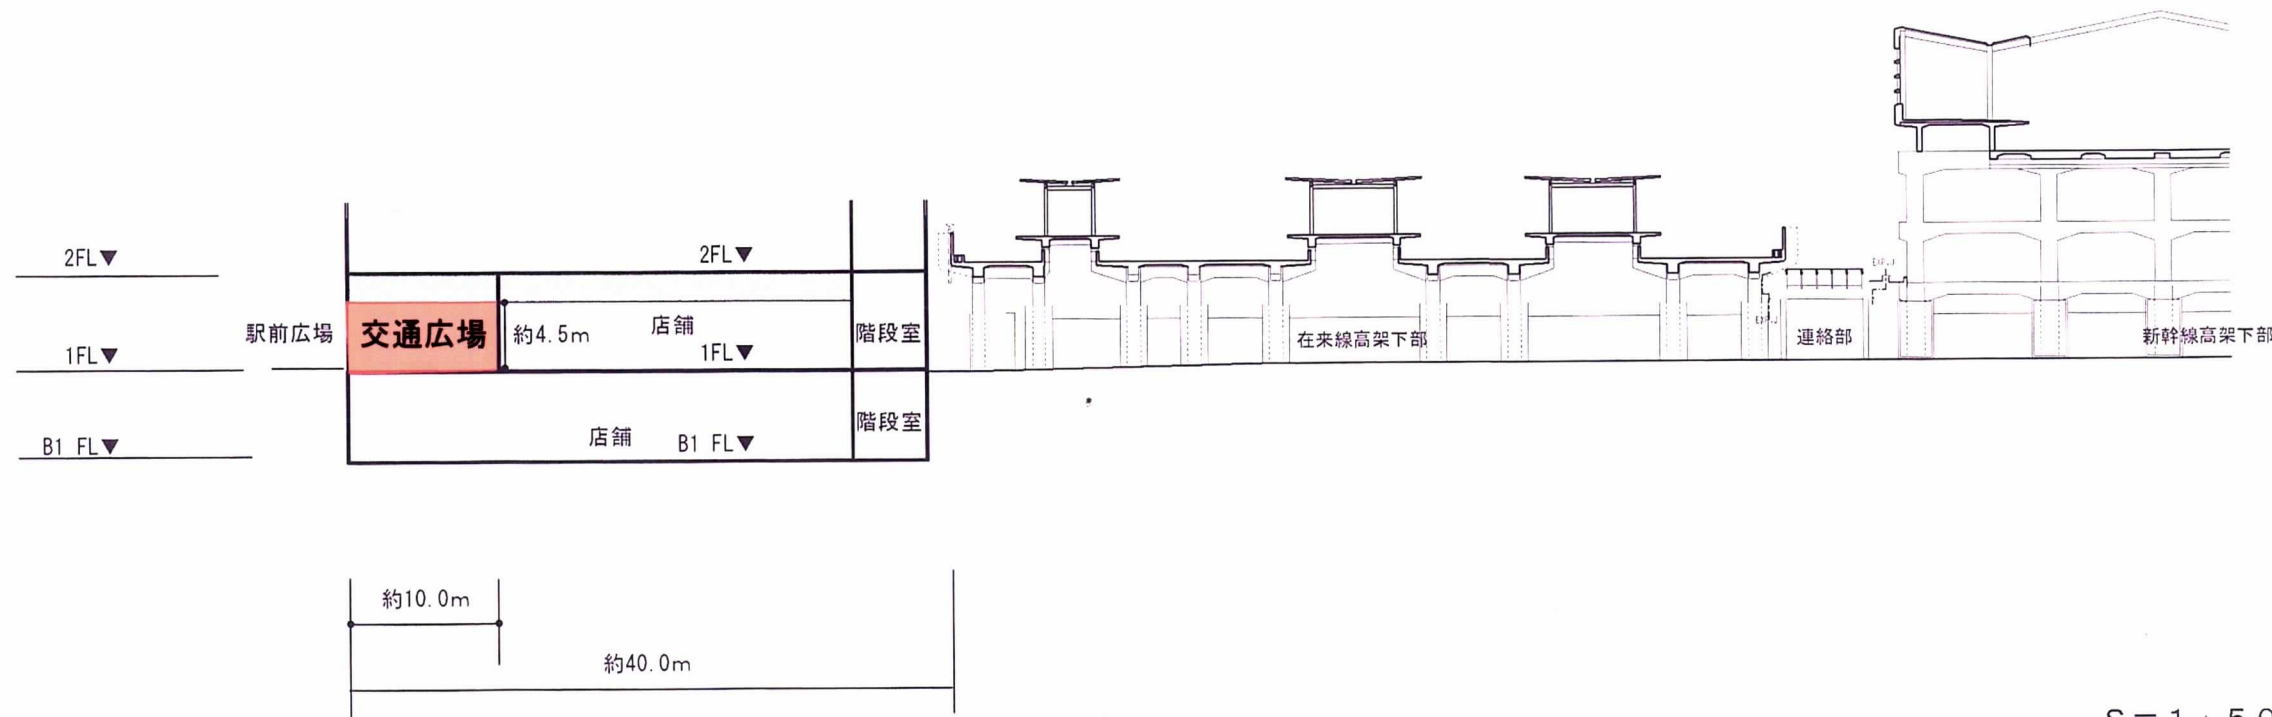 2FL▼
2FL▼
駅前広場
交通広場
約4.5m
店舗
1FL▼
1FL▼
階段室
在来線高架下部
連絡部
新幹線高架下部
階段室
店舗
B1 FL▼
B1 FL▼
約10.0m
約40.0m